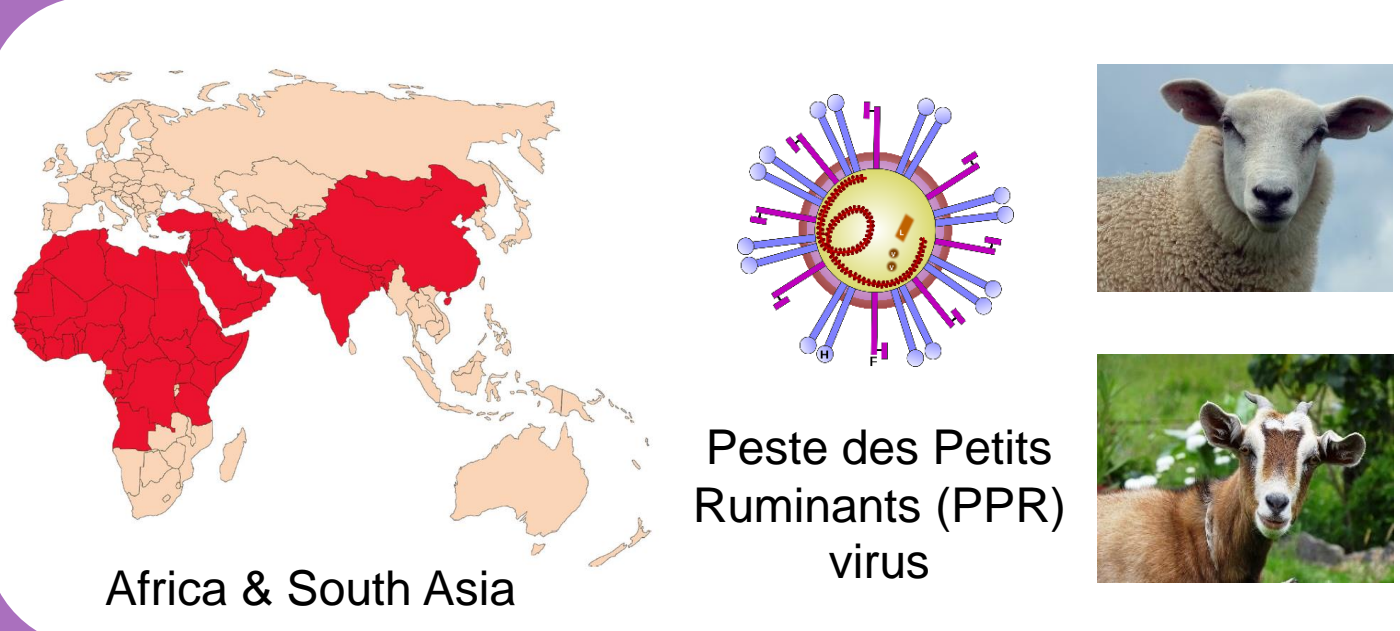 Africa & South Asia
H
F
L
V
V
Peste des Petits
Ruminants (PPR)
virus